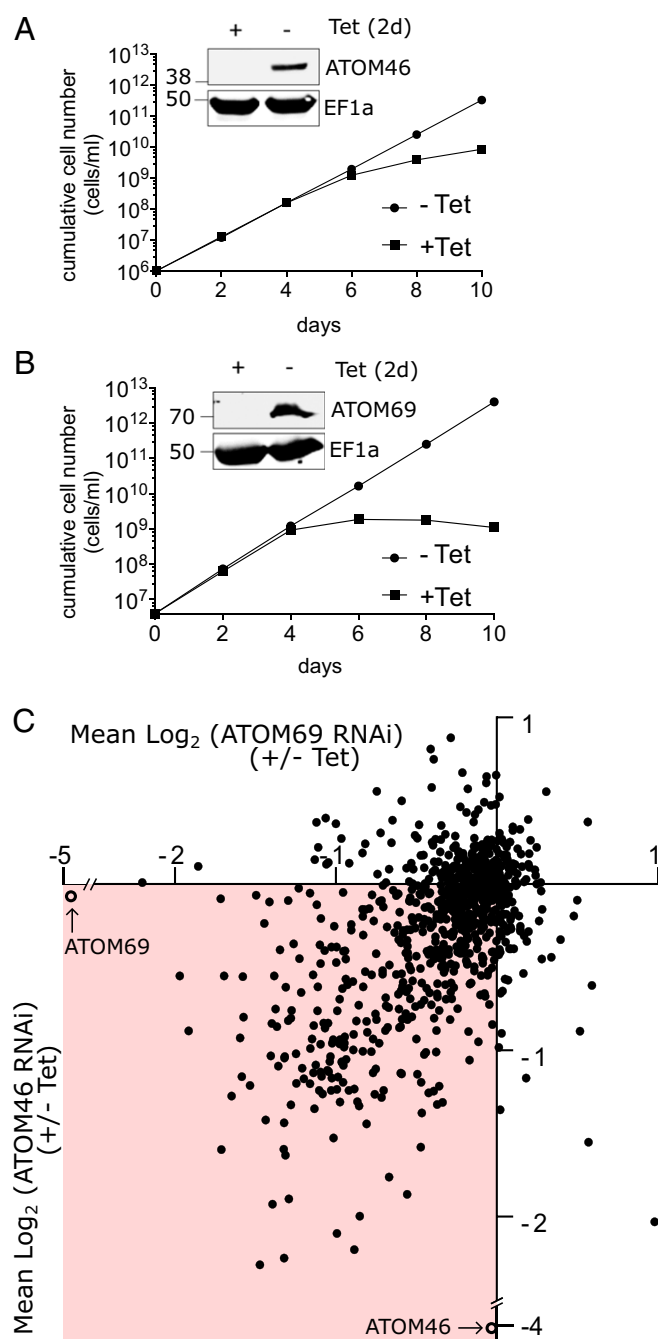 A
+ - Tet (2d)
38 ATOM46
50 EF1a
cumulative cell number
(cells/ml)
10^13
10^12
10^11
10^10
10^9
10^8
10^7
10^6
- Tet
+Tet
0 2 4 6 8 10
days
B
+ - Tet (2d)
70 ATOM69
50 EF1a
cumulative cell number
(cells/ml)
10^13
10^12
10^11
10^10
10^9
10^8
10^7
- Tet
+Tet
0 2 4 6 8 10
days
C
Mean Log₂ (ATOM69 RNAi)
(+/- Tet)
1
-5 -2 1 1
ATOM69
Mean Log₂ (ATOM46 RNAi)
(+/- Tet)
-1
-2
ATOM46
-4